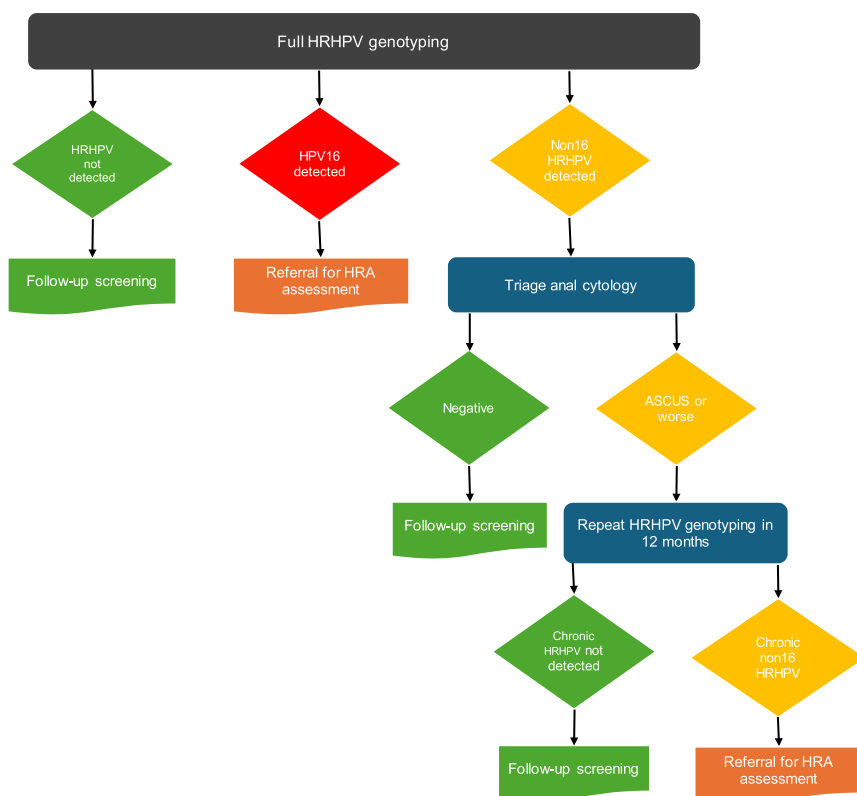 Full HRHPV genotyping
HRHPV
not
detected
HPV16
detected
Non16
HRHPV
detected
Follow-up screening
Referral for HRA
assessment
Triage anal cytology
Negative
ASCUS or
worse
Follow-up screening
Repeat HRHPV genotyping in
12 months
Chronic
HRHPV not
detected
Chronic
non16
HRHPV
Follow-up screening
Referral for HRA
assessment